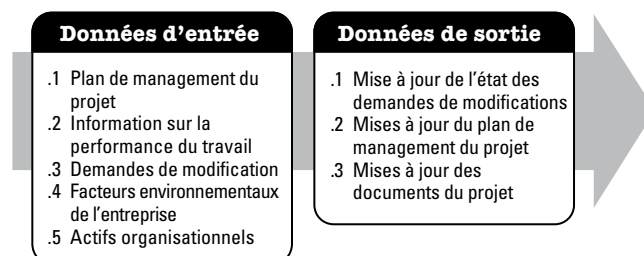 Données d'entrée
.1 Plan de management du
projet
.2 Information sur la
performance du travail
.3 Demandes de modification
.4 Facteurs environnementaux
de l'entreprise
.5 Actifs organisationnels
Données de sortie
.1 Mise à jour de l'état des
demandes de modifications
.2 Mises à jour du plan de
management du projet
.3 Mises à jour des
documents du projet